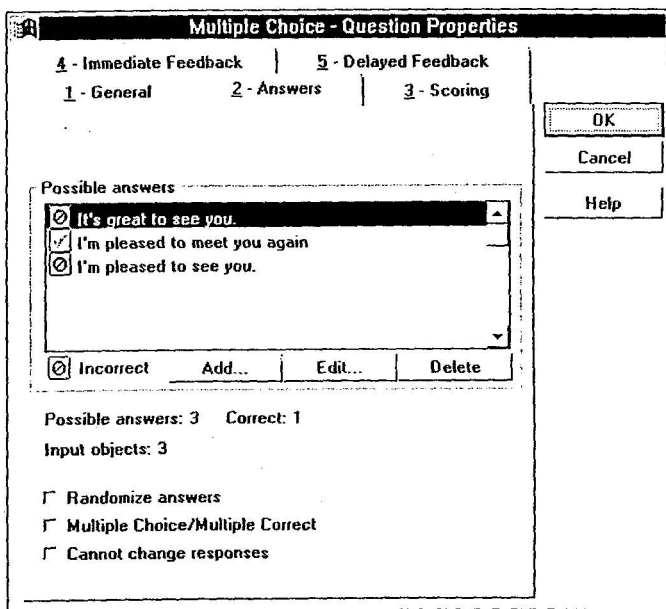 Multiple Choice - Question Properties
4 - Immediate Feedback
5 - Delayed Feedback
1 - General
2 - Answers
3 - Scoring
OK
Cancel
Help
Possible answers
It's great to see you.
I'm pleased to meet you again
I'm pleased to see you.
Incorrect
Add...
Edit...
Delete
Possible answers: 3 Correct: 1
Input objects: 3
Randomize answers
Multiple Choice/Multiple Correct
Cannot change responses